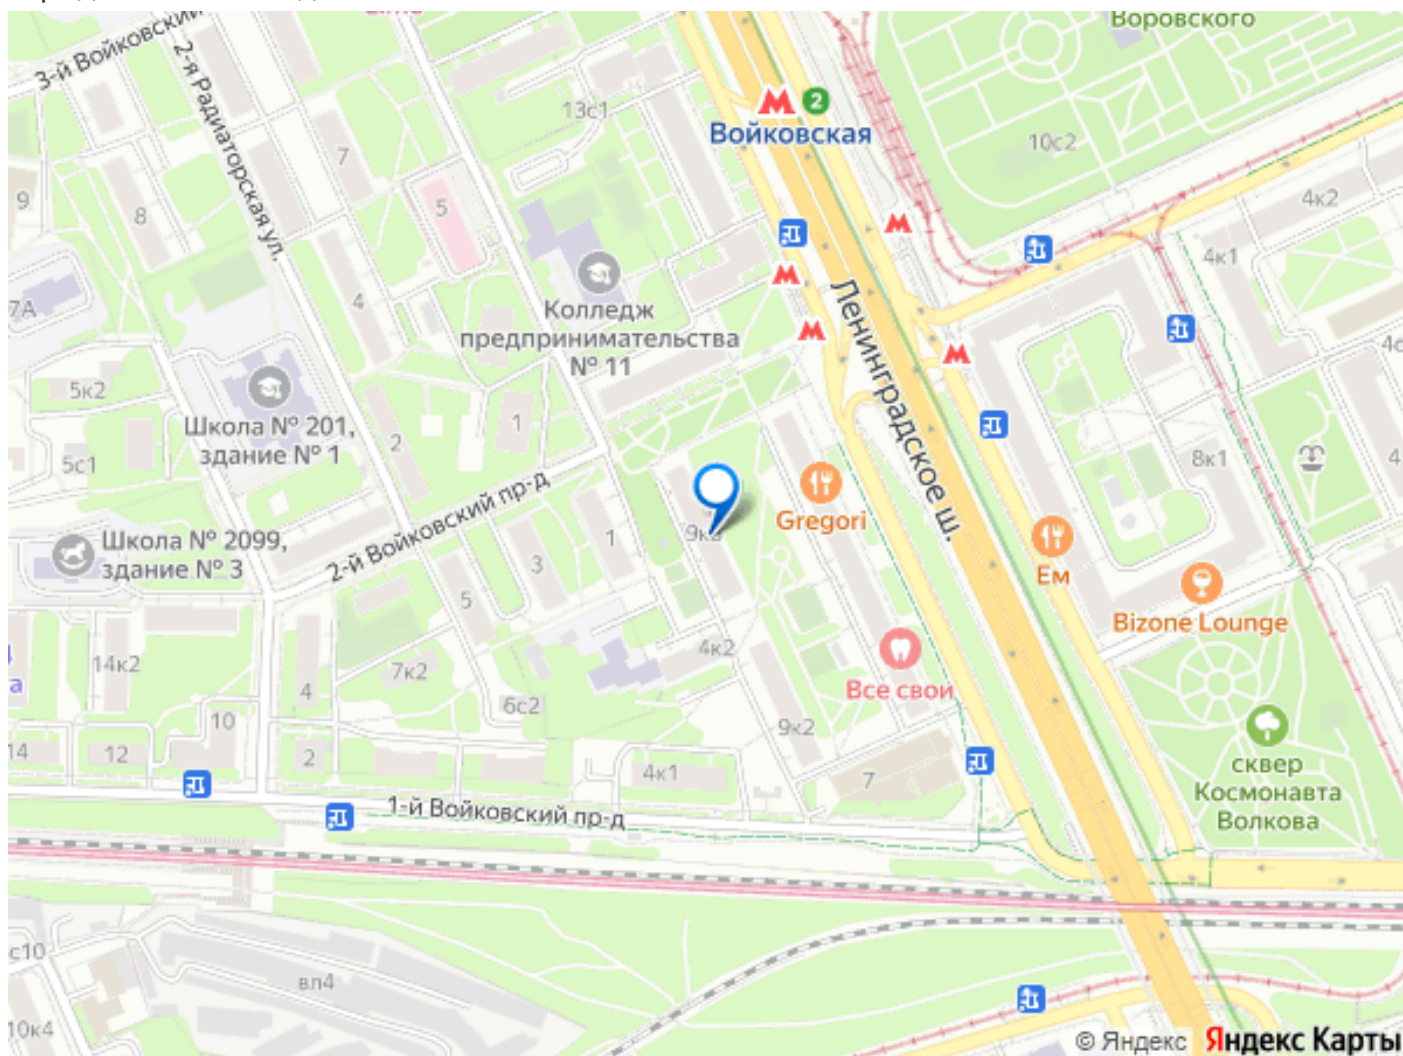 Воровского
3-й Войковский
2-я Радиаторская ул.
13с1
2
Войковская
10с2
7
9
8
5
4к2
4к1
7А
4
Колледж
предпринимательства
№ 11
Ленинградское ш.
5к2
Школа № 201,
здание № 1
2
1
5с1
8к1
4
2-й Войковский пр-д
Gregori
Школа № 2099,
здание № 3
1
3
5
Ем
Bizone Lounge
14к2
7к2
4к2
Все свои
а
4
6с2
9к2
10
14
12
2
4к1
7
сквер
Космонавта
Волкова
1-й Войковский пр-д
с10
вл4
10к4
© Яндекс
Яндекс Карты